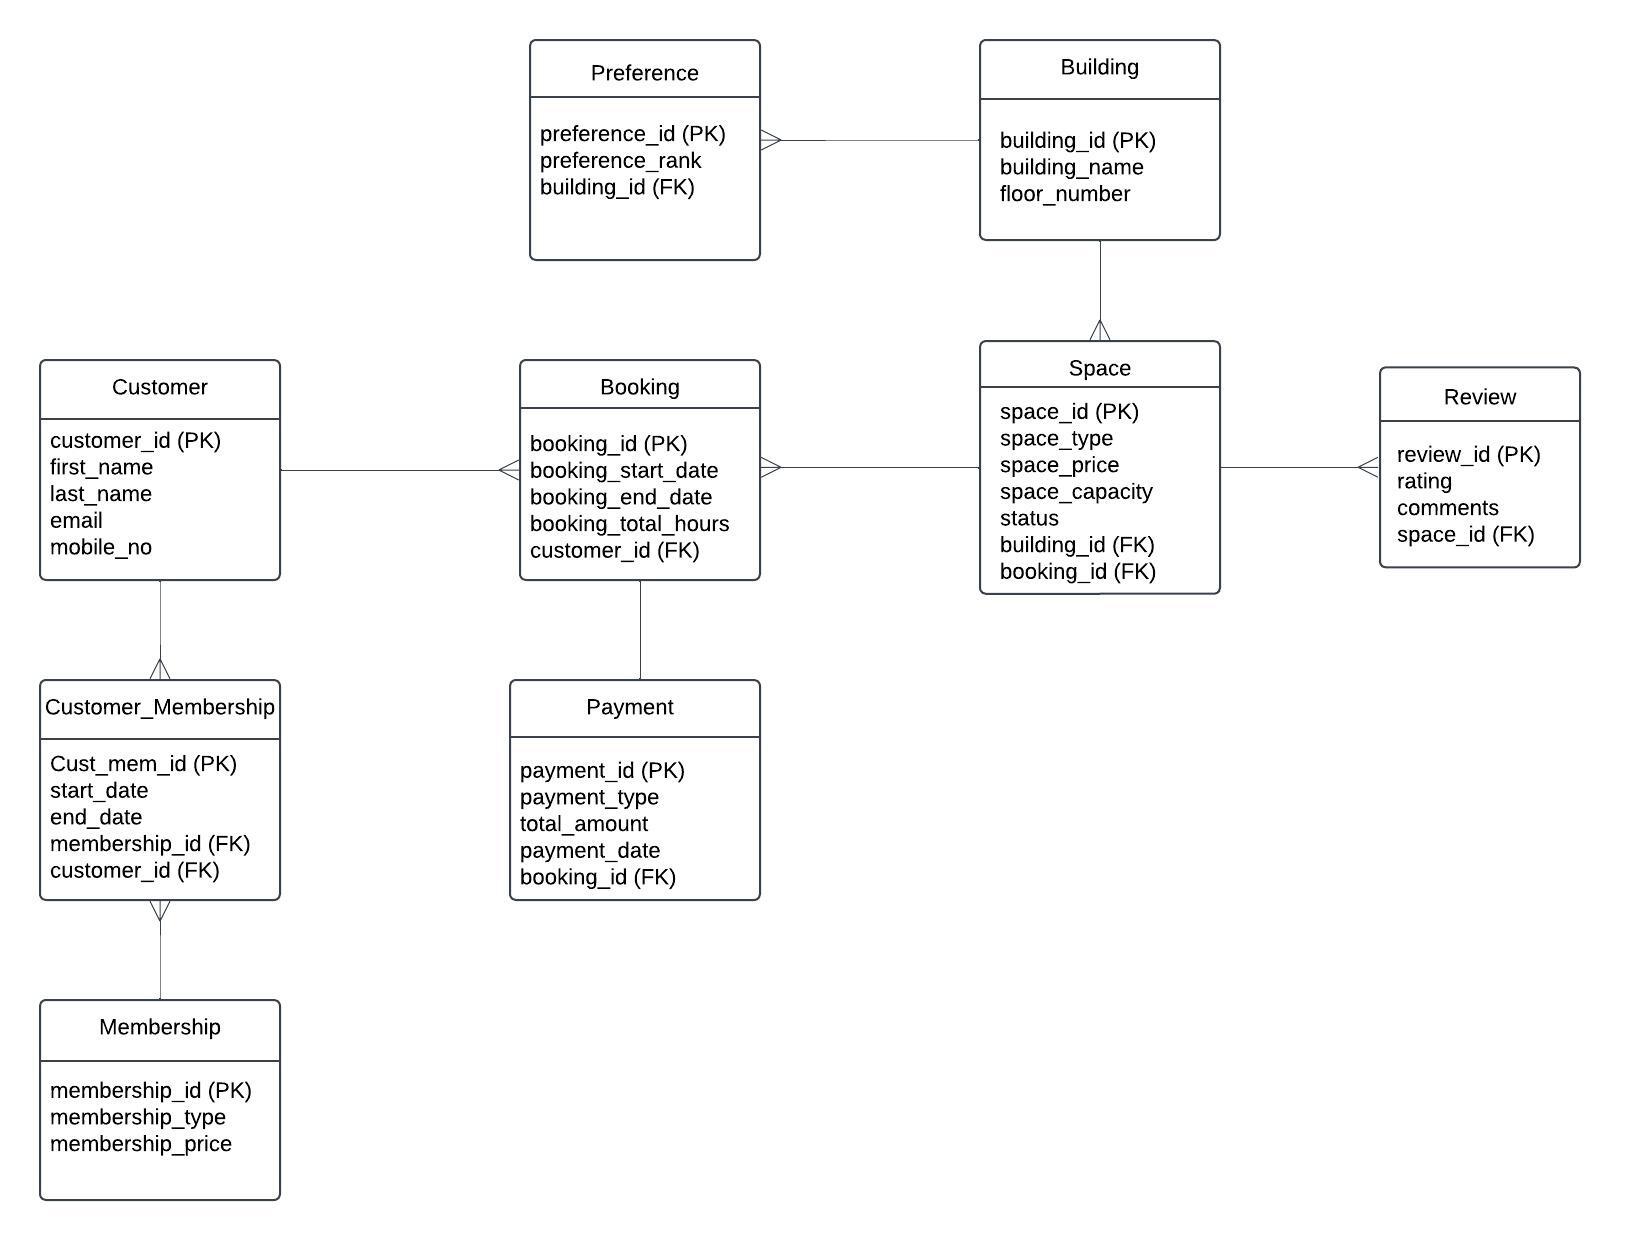 Preference
preference_id (PK)
preference_rank
building_id (FK)
Building
building_id (PK)
building_name
floor_number
Customer
customer_id (PK)
first_name
last_name
email
mobile_no
Booking
booking_id (PK)
booking_start_date
booking_end_date
booking_total_hours
customer_id (FK)
Space
space_id (PK)
space_type
space_price
space_capacity
status
building_id (FK)
booking_id (FK)
Review
review_id (PK)
rating
comments
space_id (FK)
Customer_Membership
Cust_mem_id (PK)
start_date
end_date
membership_id (FK)
customer_id (FK)
Payment
payment_id (PK)
payment_type
total_amount
payment_date
booking_id (FK)
Membership
membership_id (PK)
membership_type
membership_price